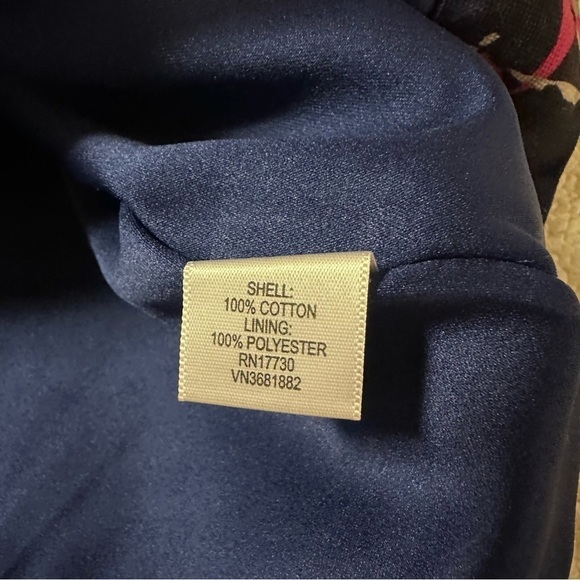 SHELL:
100% COTTON
LINING:
100% POLYESTER
RN17730
VN3681882